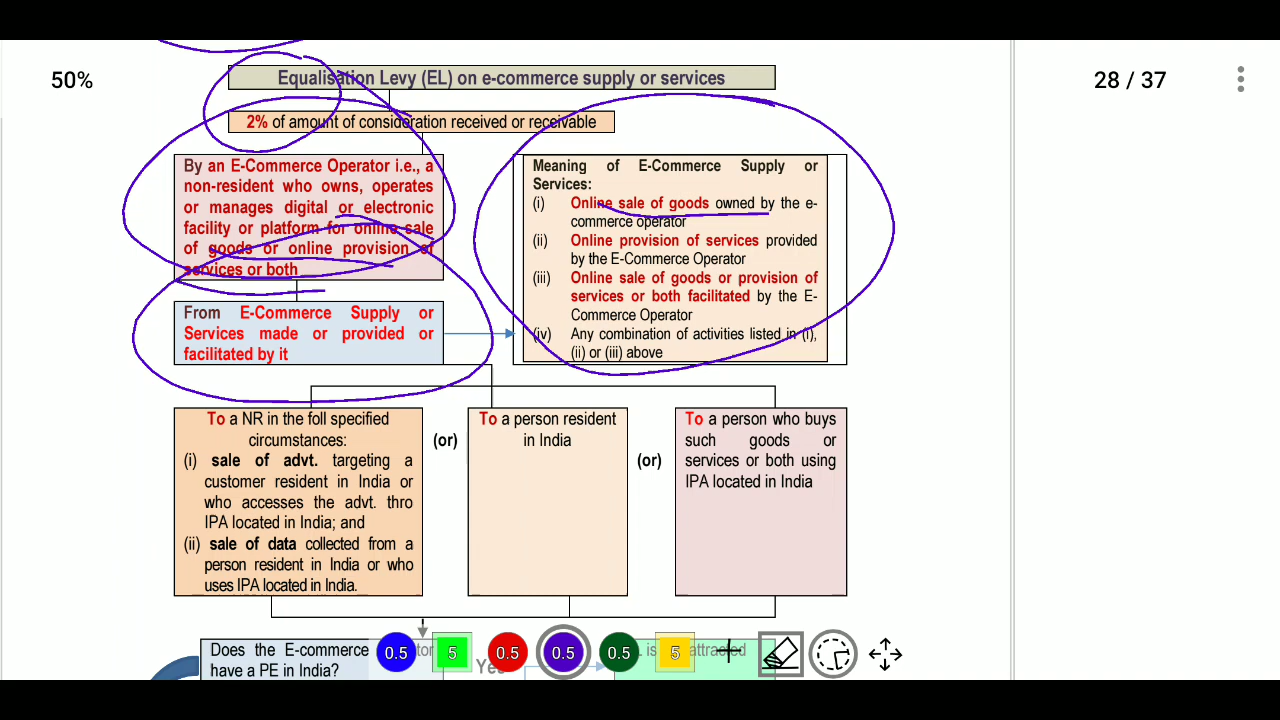 50%
28 / 37
Equalisation Levy (EL) on e-commerce supply or services
2% of amount of consideration received or receivable
By an E-Commerce Operator i.e., a
non-resident who owns, operates
or manages digital or electronic
facility or platform for online sale
of goods or online provision of
services or both
From E-Commerce Supply or
Services made or provided or
facilitated by it
Meaning of E-Commerce Supply or
Services:
(i) Online sale of goods owned by the e-
commerce operator
(ii) Online provision of services provided
by the E-Commerce Operator
(iii) Online sale of goods or provision of
services or both facilitated by the E-
Commerce Operator
(iv) Any combination of activities listed in (i),
(ii) or (iii) above
To a NR in the foll specified
circumstances:
(i) sale of advt. targeting a
customer resident in India or
who accesses the advt. thro
IPA located in India; and
(ii) sale of data collected from a
person resident in India or who
uses IPA located in India.
(or)
To a person resident
in India
(or)
To a person who buys
such goods or
services or both using
IPA located in India
Does the E-commerce
have a PE in India?
Yes
0.5
5
0.5
0.5
0.5
5